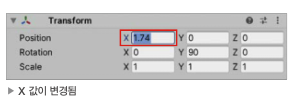 Transform
Position X 1.74 Y 0 Z 0
Rotation X 0 Y 90 Z 0
Scale X 1 Y 1 Z 1
▶ X 값이 변경됨